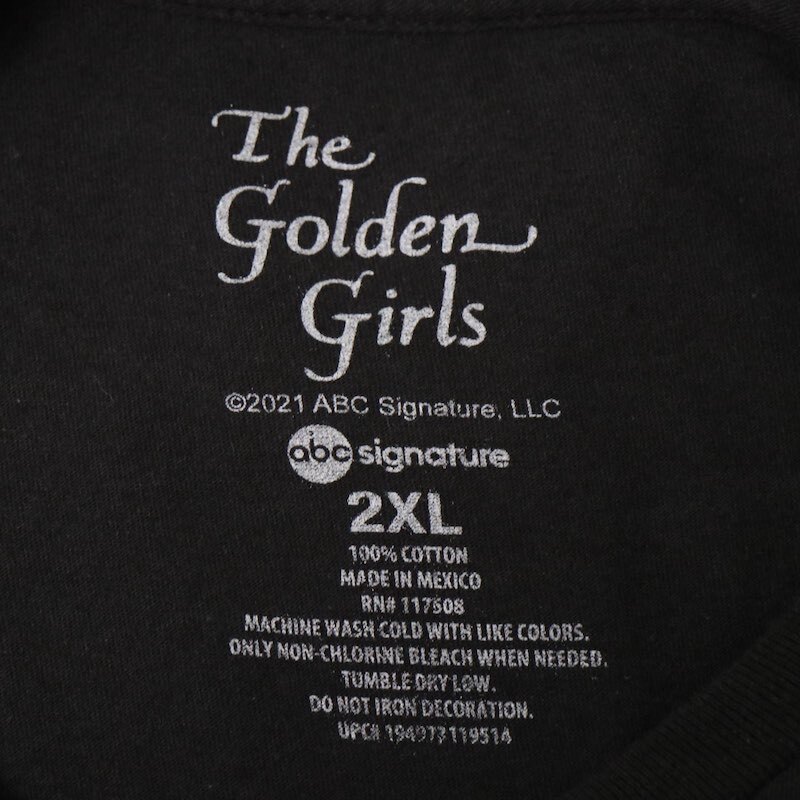 The
Golden
Girls
©2021 ABC Signature, LLC
abc signature
2XL
100% COTTON
MADE IN MEXICO
RN# 117508
MACHINE WASH COLD WITH LIKE COLORS.
ONLY NON-CHLORINE BLEACH WHEN NEEDED.
TUMBLE DRY LOW.
DO NOT IRON DECORATION.
UPC# 194973119514